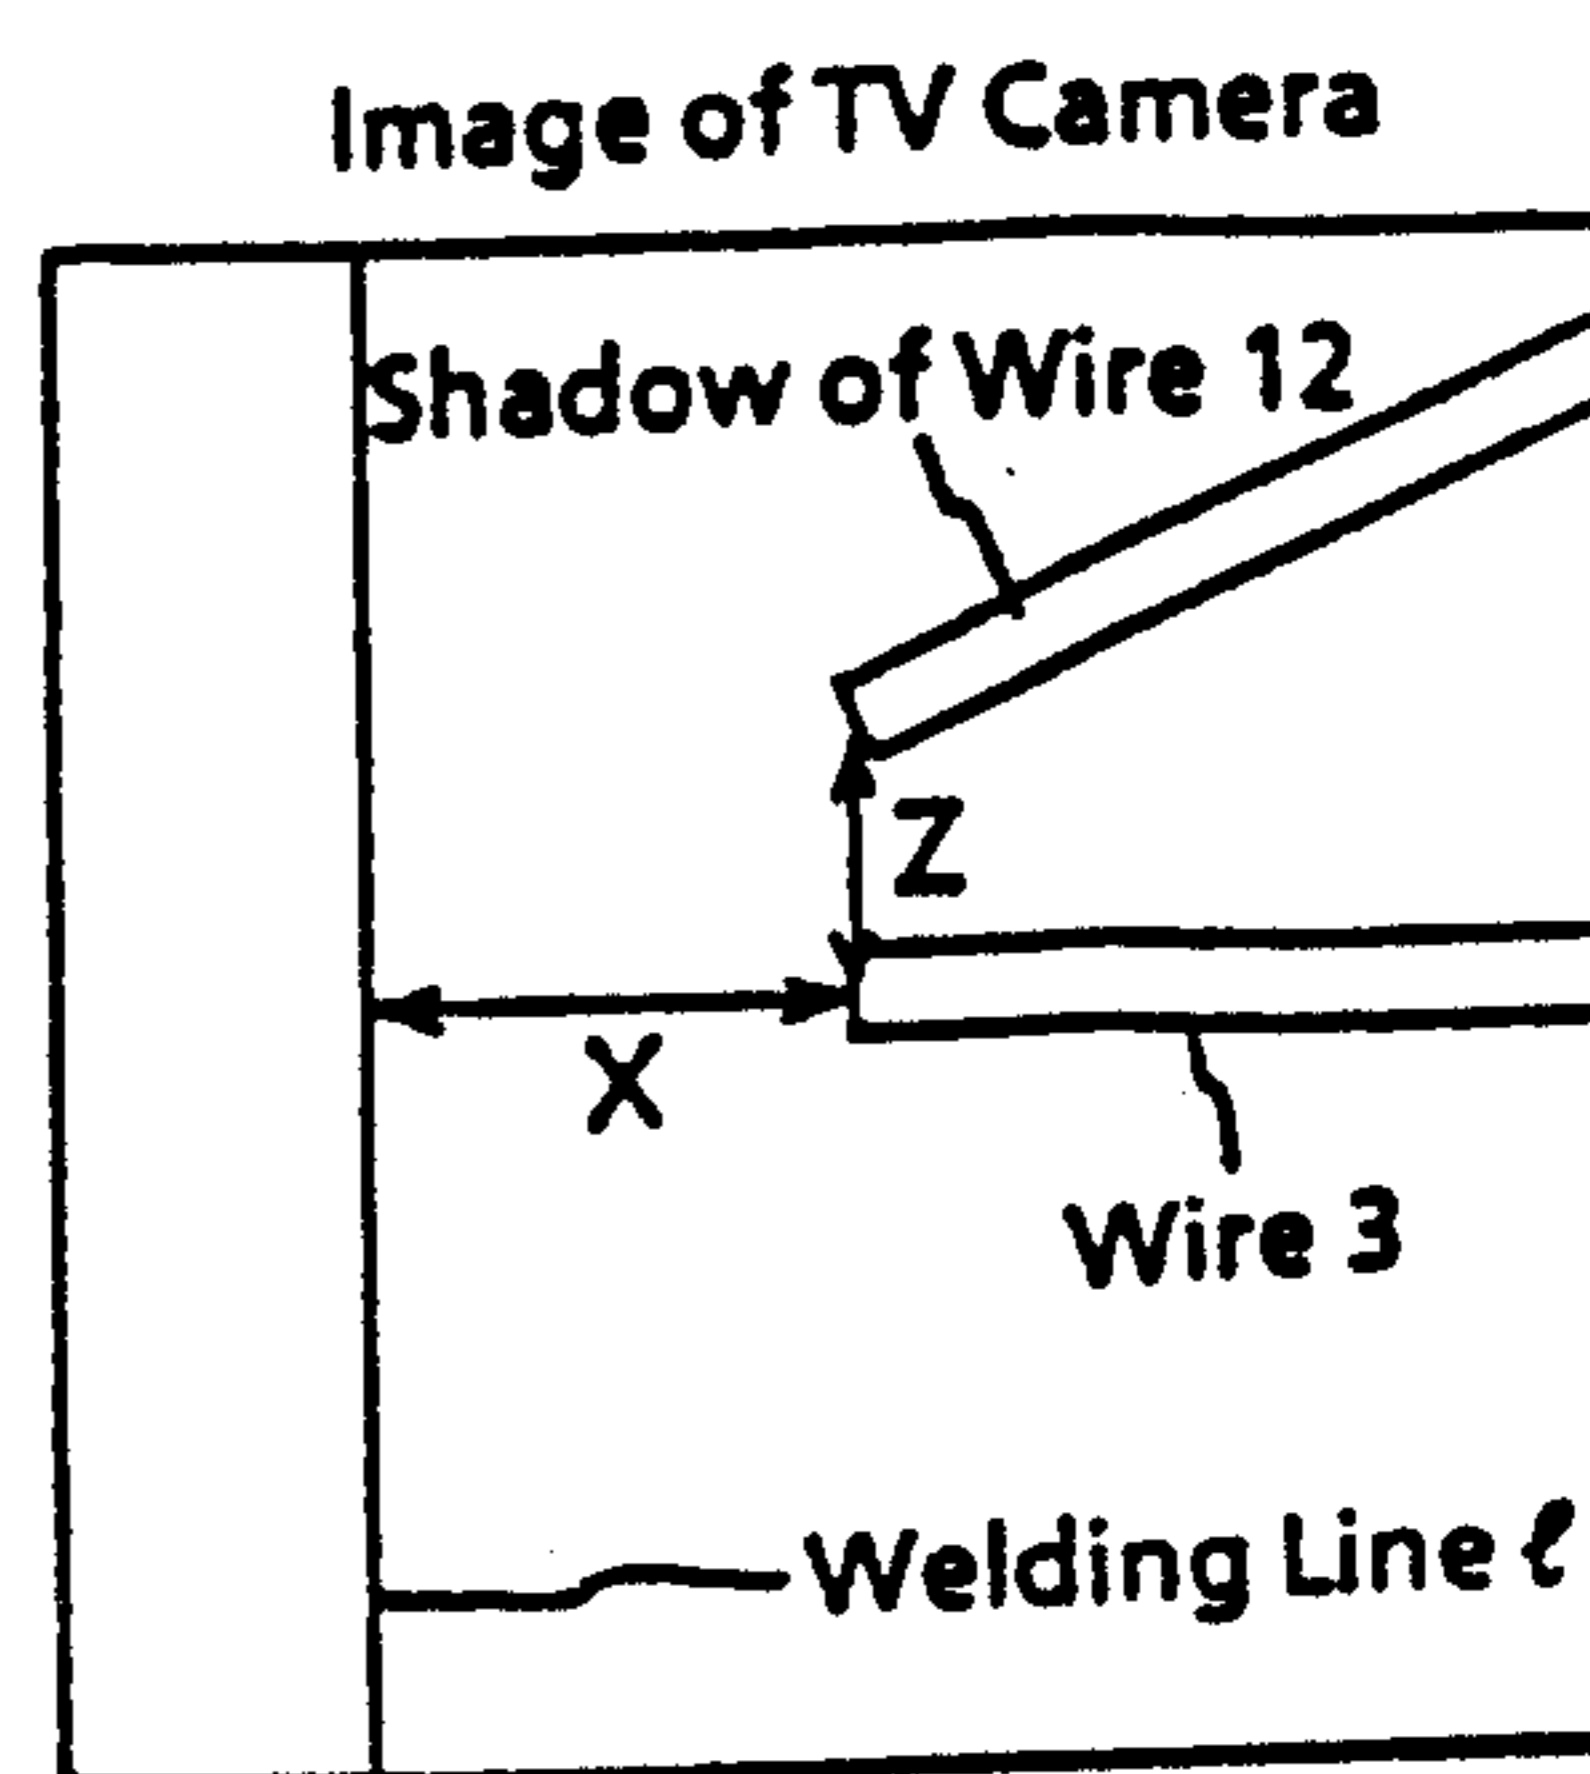 Image of TV Camera
Shadow of Wire 12
Z
X
Wire 3
Welding Line ℓ